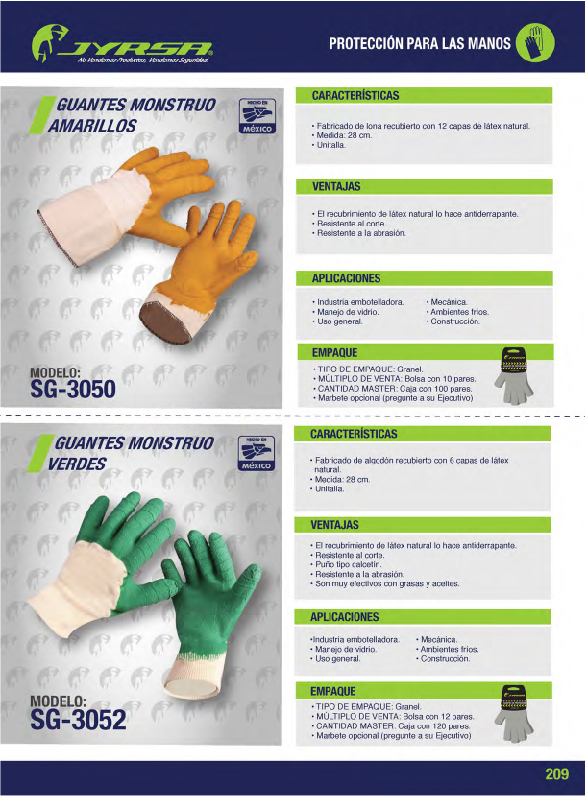 JYRSA®
PROTECCIÓN PARA LAS MANOS
GUANTES MONSTRUO
AMARILLOS
HECHO EN
MÉXICO
MODELO:
SG-3050
CARACTERÍSTICAS
• Fabricado de lona recubierto con 12 capas de látex natural.
• Medida: 28 cm.
• Unitalla.
VENTAJAS
• El recubrimiento de látex natural lo hace antiderrapante.
• Resistente al corte.
• Resistente a la abrasión.
APLICACIONES
• Industria embotelladora. • Mecánica.
• Manejo de vidrio. • Ambientes frios.
• Uso general. • Construcción.
EMPAQUE
• TIPO DE EMPAQUE: Granel.
• MÚLTIPLO DE VENTA: Bolsa con 10 pares.
• CANTIDAD MASTER: Caja con 100 pares.
• Marbete opcional (pregunte a su Ejecutivo)
GUANTES MONSTRUO
VERDES
HECHO EN
MÉXICO
MODELO:
SG-3052
CARACTERÍSTICAS
• Fabricado de algodón recubierto con 6 capas de látex
natural.
• Medida: 28 cm.
• Unitalla.
VENTAJAS
• El recubrimiento de látex natural lo hace antiderrapante.
• Resistente al corte.
• Puño tipo calcetín.
• Resistente a la abrasión.
• Son muy efectivos con grasas y aceites.
APLICACIONES
•Industria embotelladora. • Mecánica.
• Manejo de vidrio. • Ambientes frios.
• Uso general. • Construcción.
EMPAQUE
• TIPO DE EMPAQUE: Granel.
• MÚLTIPLO DE VENTA: Bolsa con 12 pares.
• CANTIDAD MASTER: Caja con 120 pares.
• Marbete opcional (pregunte a su Ejecutivo)
209